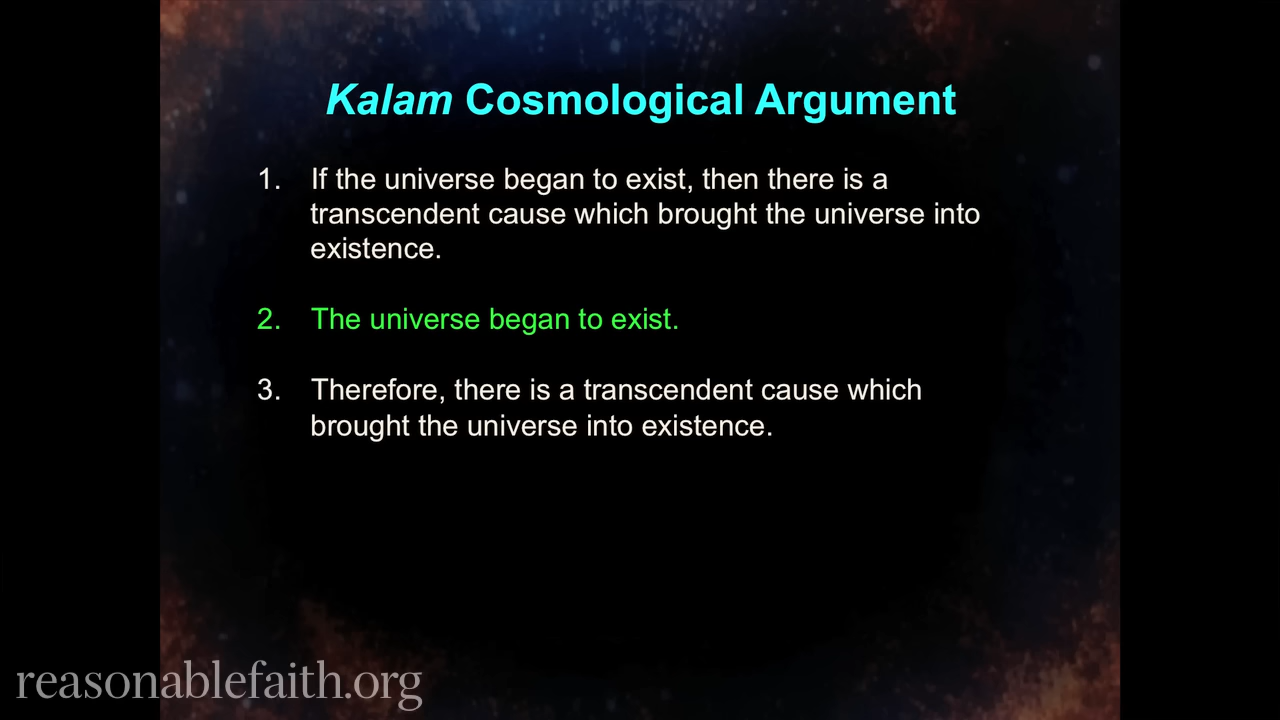 Kalam Cosmological Argument
1. If the universe began to exist, then there is a
transcendent cause which brought the universe into
existence.
2. The universe began to exist.
3. Therefore, there is a transcendent cause which
brought the universe into existence.
reasonablefaith.org